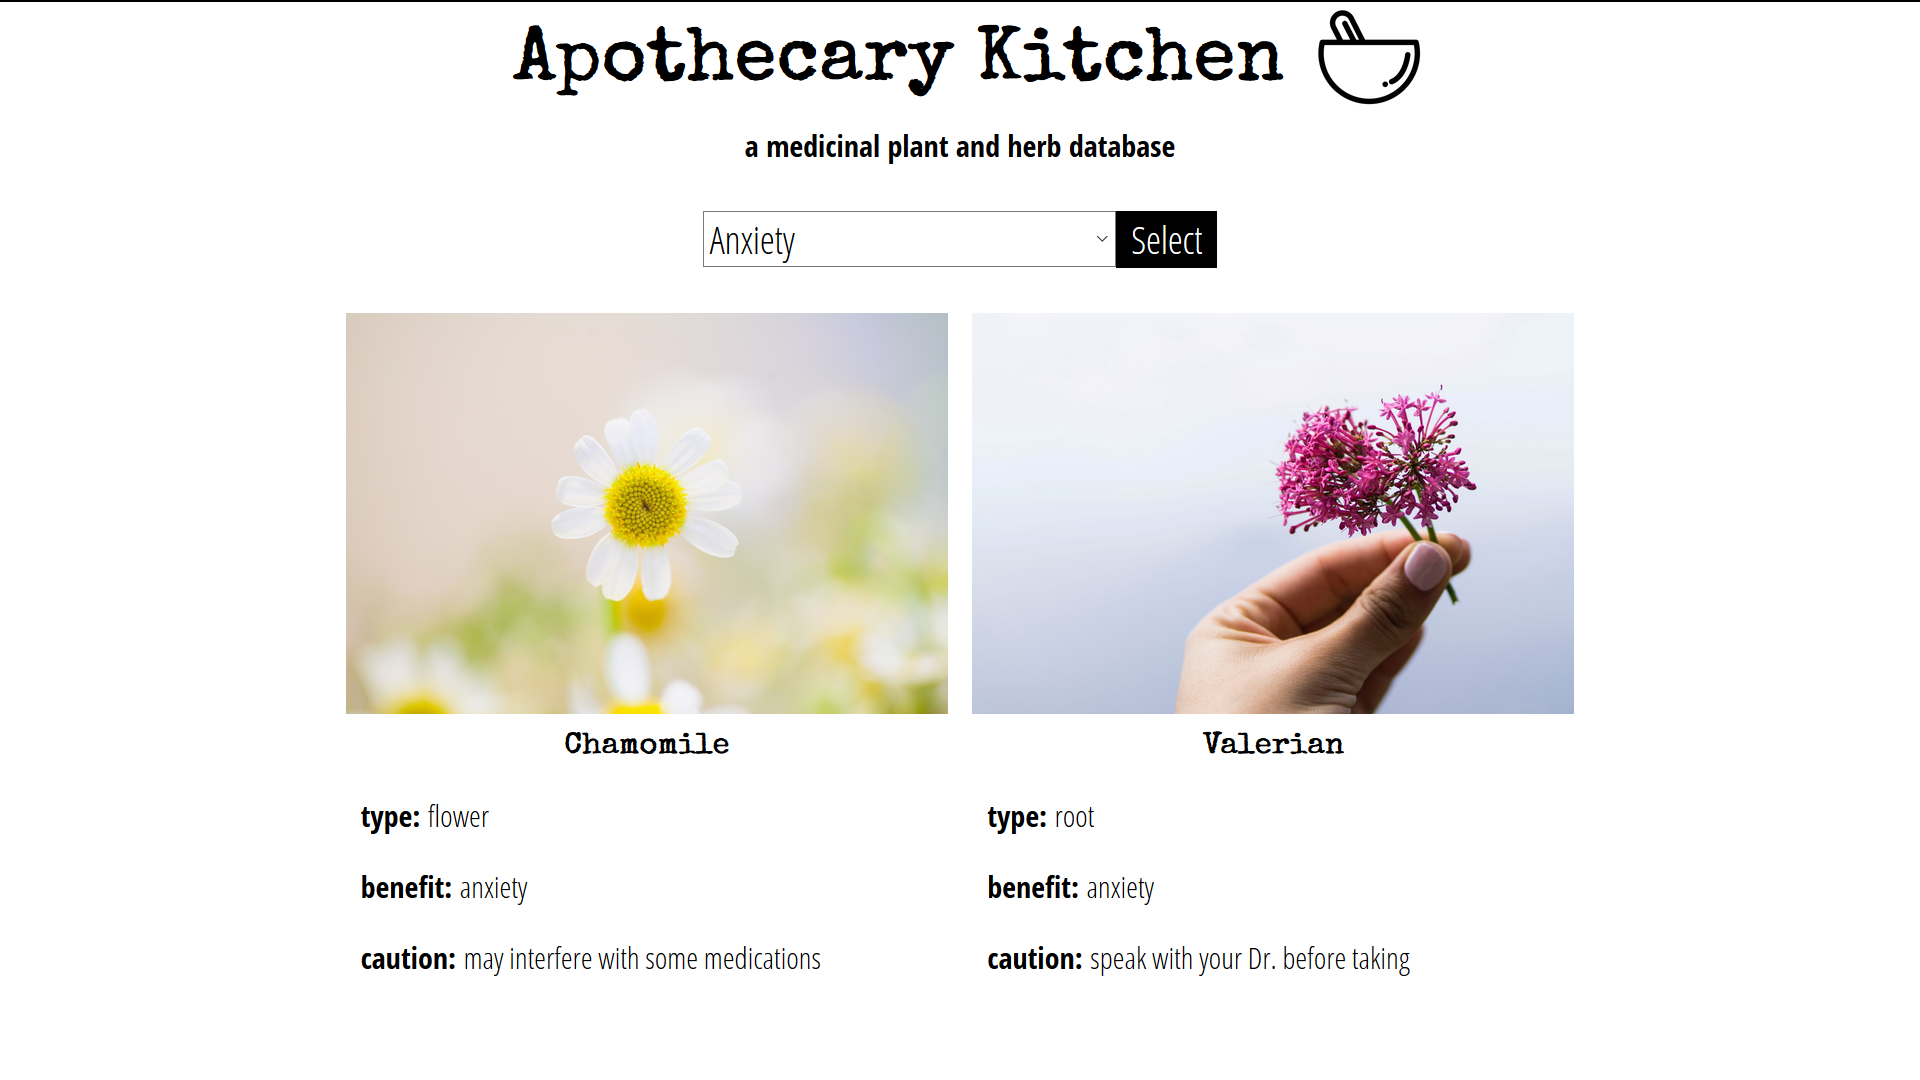 Apothecary Kitchen
a medicinal plant and herb database
Anxiety
Select
Chamomile
type: flower
benefit: anxiety
caution: may interfere with some medications
Valerian
type: root
benefit: anxiety
caution: speak with your Dr. before taking